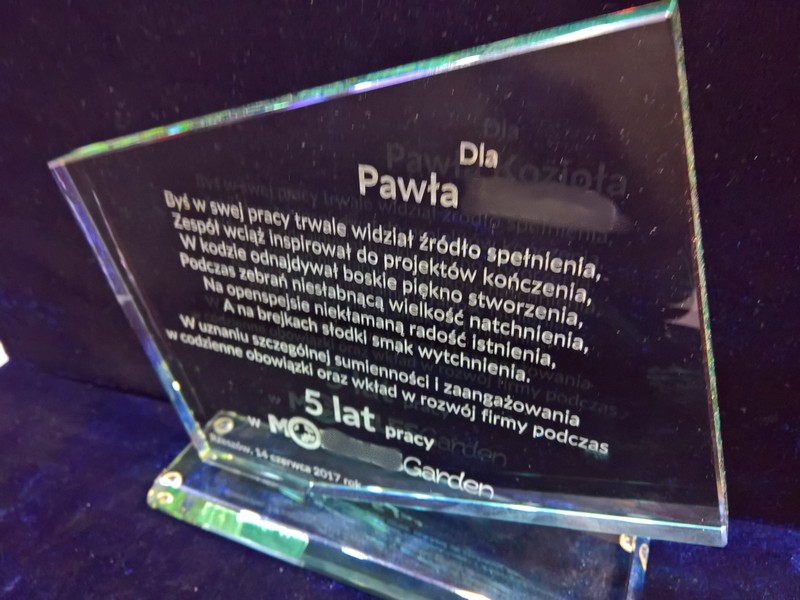 Dla
Pawła
Byś w swej pracy trwale widział źródło spełnienia,
Zespół wciąż inspirował do projektów kończenia,
W kodzie odnajdywał boskie piękno stworzenia,
Podczas zebrań niesłabnącą wielkość natchnienia,
Na openspejsie niekłamaną radość istnienia,
A na brejkach słodki smak wytchnienia.
W uznaniu szczególnej sumienności i zaangażowania
w codzienne obowiązki oraz wkład w rozwój firmy podczas
5 lat pracy
w MO Garden
Rzeszów, 14 czerwca 2017 rok